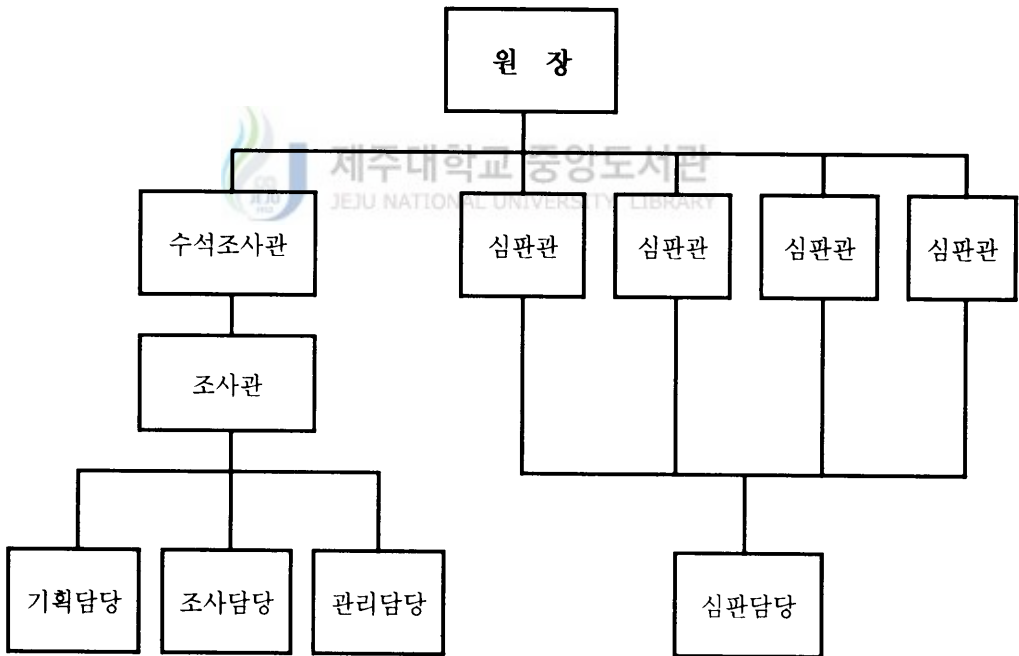 원 장
제주대학교 중앙도서관
JEJU NATIONAL UNIVERSITY LIBRARY
JEJU
1952
수석조사관
심판관
심판관
심판관
심판관
조사관
기획담당
조사담당
관리담당
심판담당